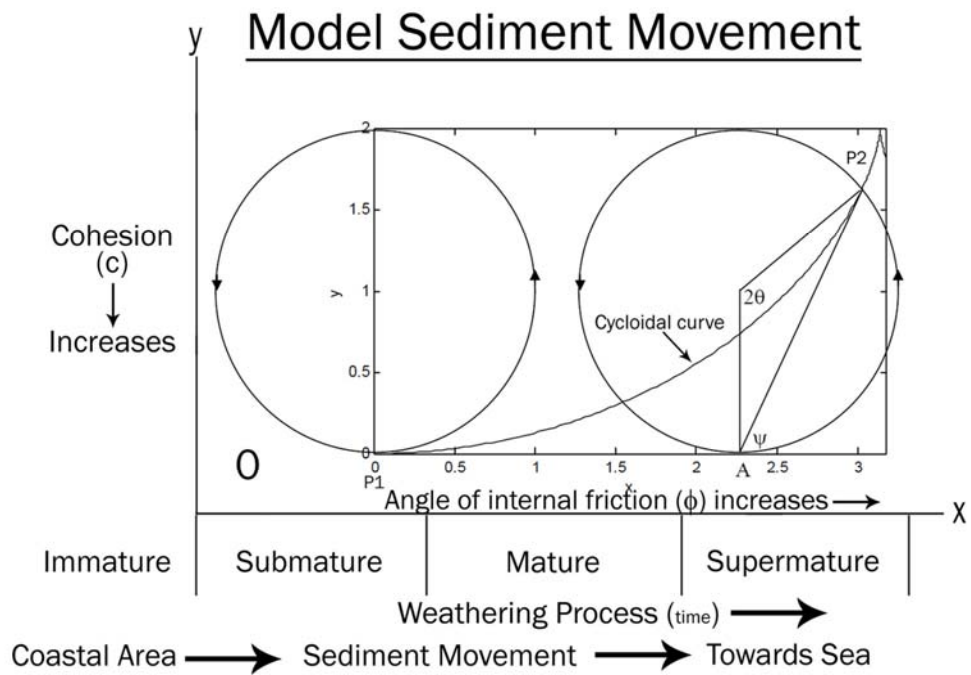 Model Sediment Movement
y
2
P2
1.5
Cohesion
(c)
Increases
y
1
2θ
Cycloidal curve
0.5
ψ
O
0
0 0.5 1 1.5 2 2.5 3
P1
x
A
Angle of internal friction (ϕ) increases
X
Immature Submature Mature Supermature
Weathering Process (time)
Coastal Area Sediment Movement Towards Sea